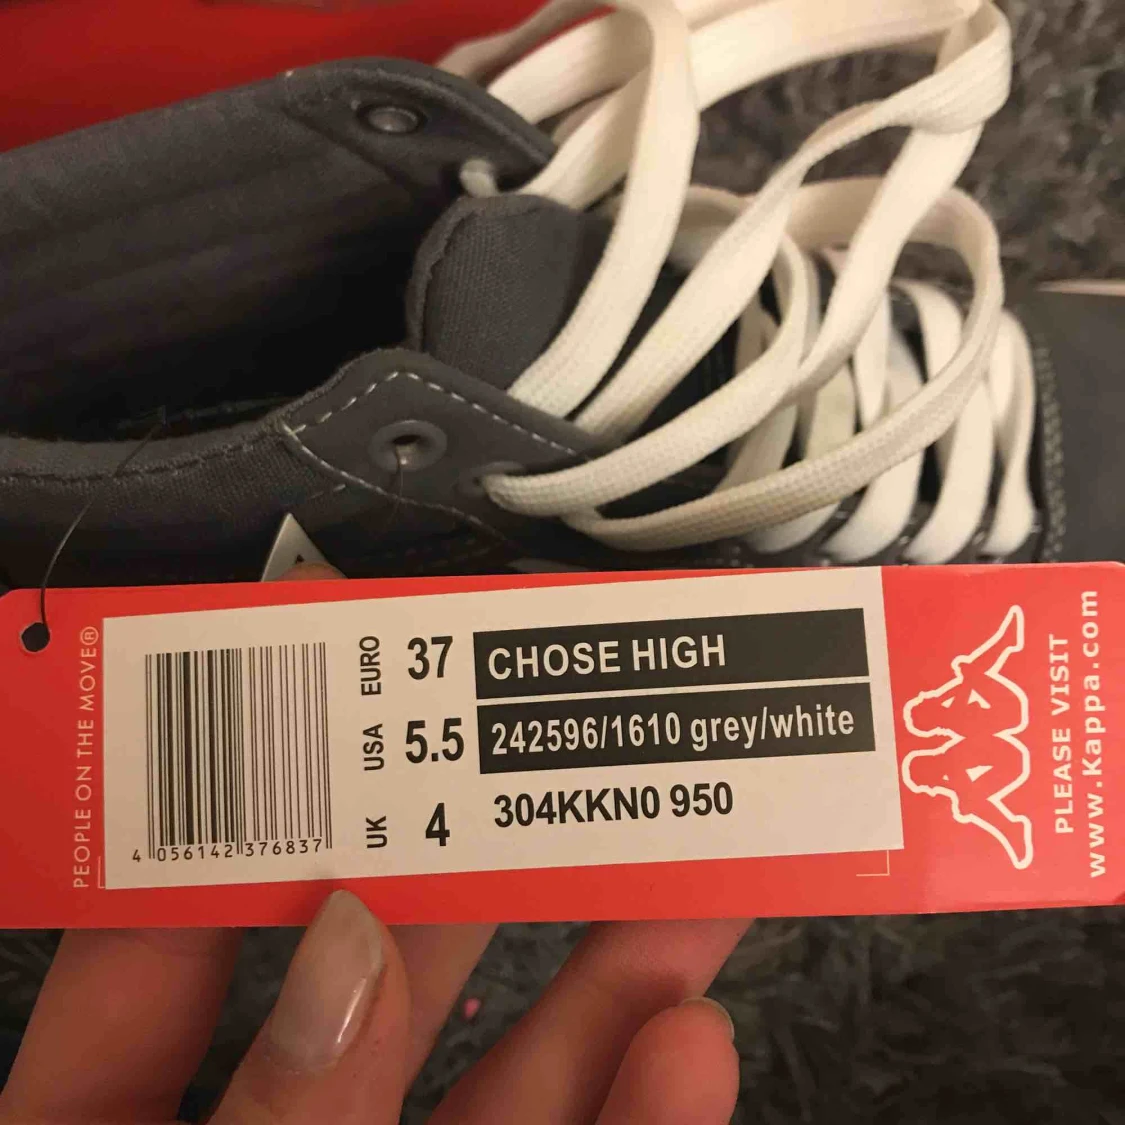 PEOPLE ON THE MOVE®
4 056142 376837
EURO 37
USA 5.5
UK 4
CHOSE HIGH
242596/1610 grey/white
304KKN0 950
PLEASE VISIT
www.Kappa.com